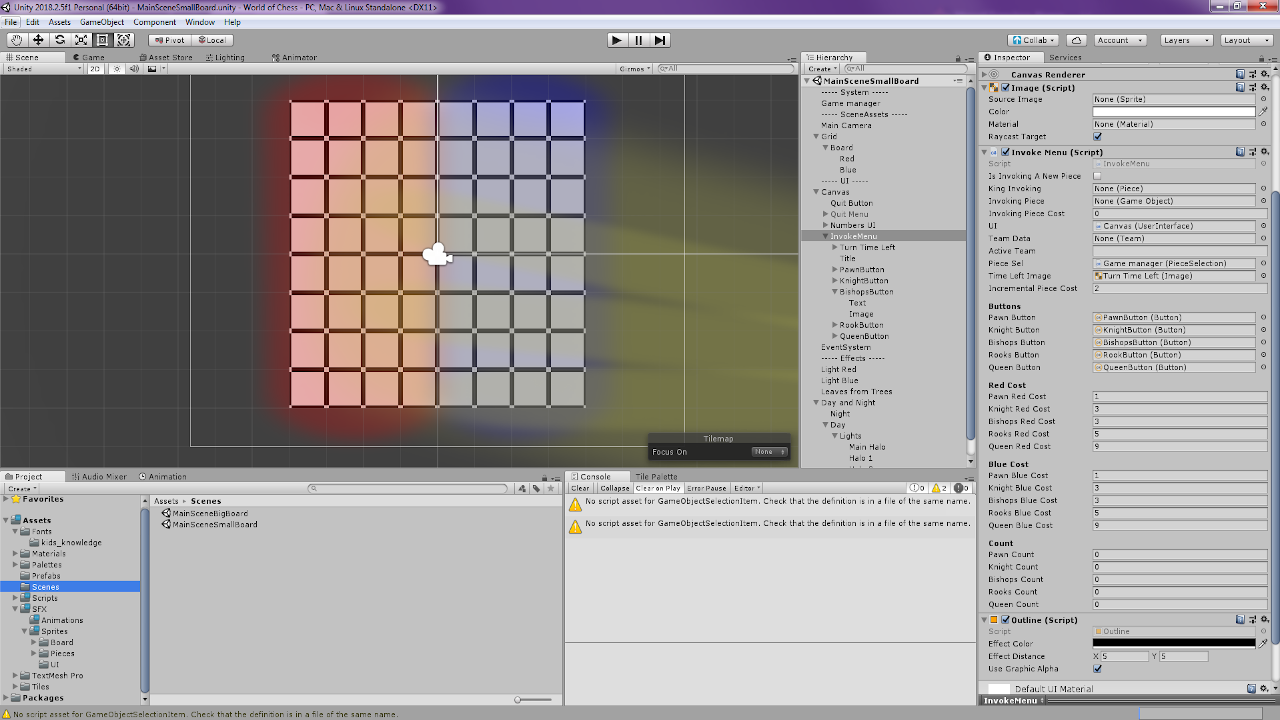 Unity 2018.2.5f1 Personal (64bit) - MainSceneSmallBoard.unity - World of Chess - PC, Mac & Linux Standalone <DX11>
File Edit Assets GameObject Component Window Help
Pivot Local Collab Account Layers Layout
Scene Game Asset Store Lighting Animator
Shaded 2D Gizmos All
Tilemap
Focus On None
Hierarchy
Create All
MainSceneSmallBoard
----- System -----
Game manager
----- SceneAssets -----
Main Camera
Grid
Board
Red
Blue
----- UI -----
Canvas
Quit Button
Quit Menu
Numbers UI
InvokeMenu
Turn Time Left
Title
PawnButton
KnightButton
BishopsButton
Text
Image
RookButton
QueenButton
EventSystem
----- Effects -----
Light Red
Light Blue
Leaves from Trees
Day and Night
Night
Day
Lights
Main Halo
Halo 1
Inspector Services
Canvas Renderer
Image (Script)
Source Image None (Sprite)
Color
Material None (Material)
Raycast Target
Invoke Menu (Script)
Script InvokeMenu
Is Invoking A New Piece
King Invoking None (Piece)
Invoking Piece None (Game Object)
Invoking Piece Cost 0
UI Canvas (UserInterface)
Team Data None (Team)
Active Team
Piece Sel Game manager (PieceSelection)
Time Left Image Turn Time Left (Image)
Incremental Piece Cost 2
Buttons
Pawn Button PawnButton (Button)
Knight Button KnightButton (Button)
Bishops Button BishopsButton (Button)
Rooks Button RookButton (Button)
Queen Button QueenButton (Button)
Red Cost
Pawn Red Cost 1
Knight Red Cost 3
Bishops Red Cost 3
Rooks Red Cost 5
Queen Red Cost 9
Blue Cost
Pawn Blue Cost 1
Knight Blue Cost 3
Bishops Blue Cost 3
Rooks Blue Cost 5
Queen Blue Cost 9
Count
Pawn Count 0
Knight Count 0
Bishops Count 0
Rooks Count 0
Queen Count 0
Outline (Script)
Script Outline
Effect Color
Effect Distance X 5 Y 5
Use Graphic Alpha
Default UI Material
InvokeMenu
Project Audio Mixer Animation
Create
Favorites
Assets
Fonts
kids_knowledge
Materials
Palettes
Prefabs
Scenes
Scripts
SFX
Animations
Sprites
Board
Pieces
UI
TextMesh Pro
Tiles
Packages
Assets Scenes
MainSceneBigBoard
MainSceneSmallBoard
Console Tile Palette
Clear Collapse Clear on Play Error Pause Editor 0 2 0
No script asset for GameObjectSelectionItem. Check that the definition is in a file of the same name.
No script asset for GameObjectSelectionItem. Check that the definition is in a file of the same name.
No script asset for GameObjectSelectionItem. Check that the definition is in a file of the same name.